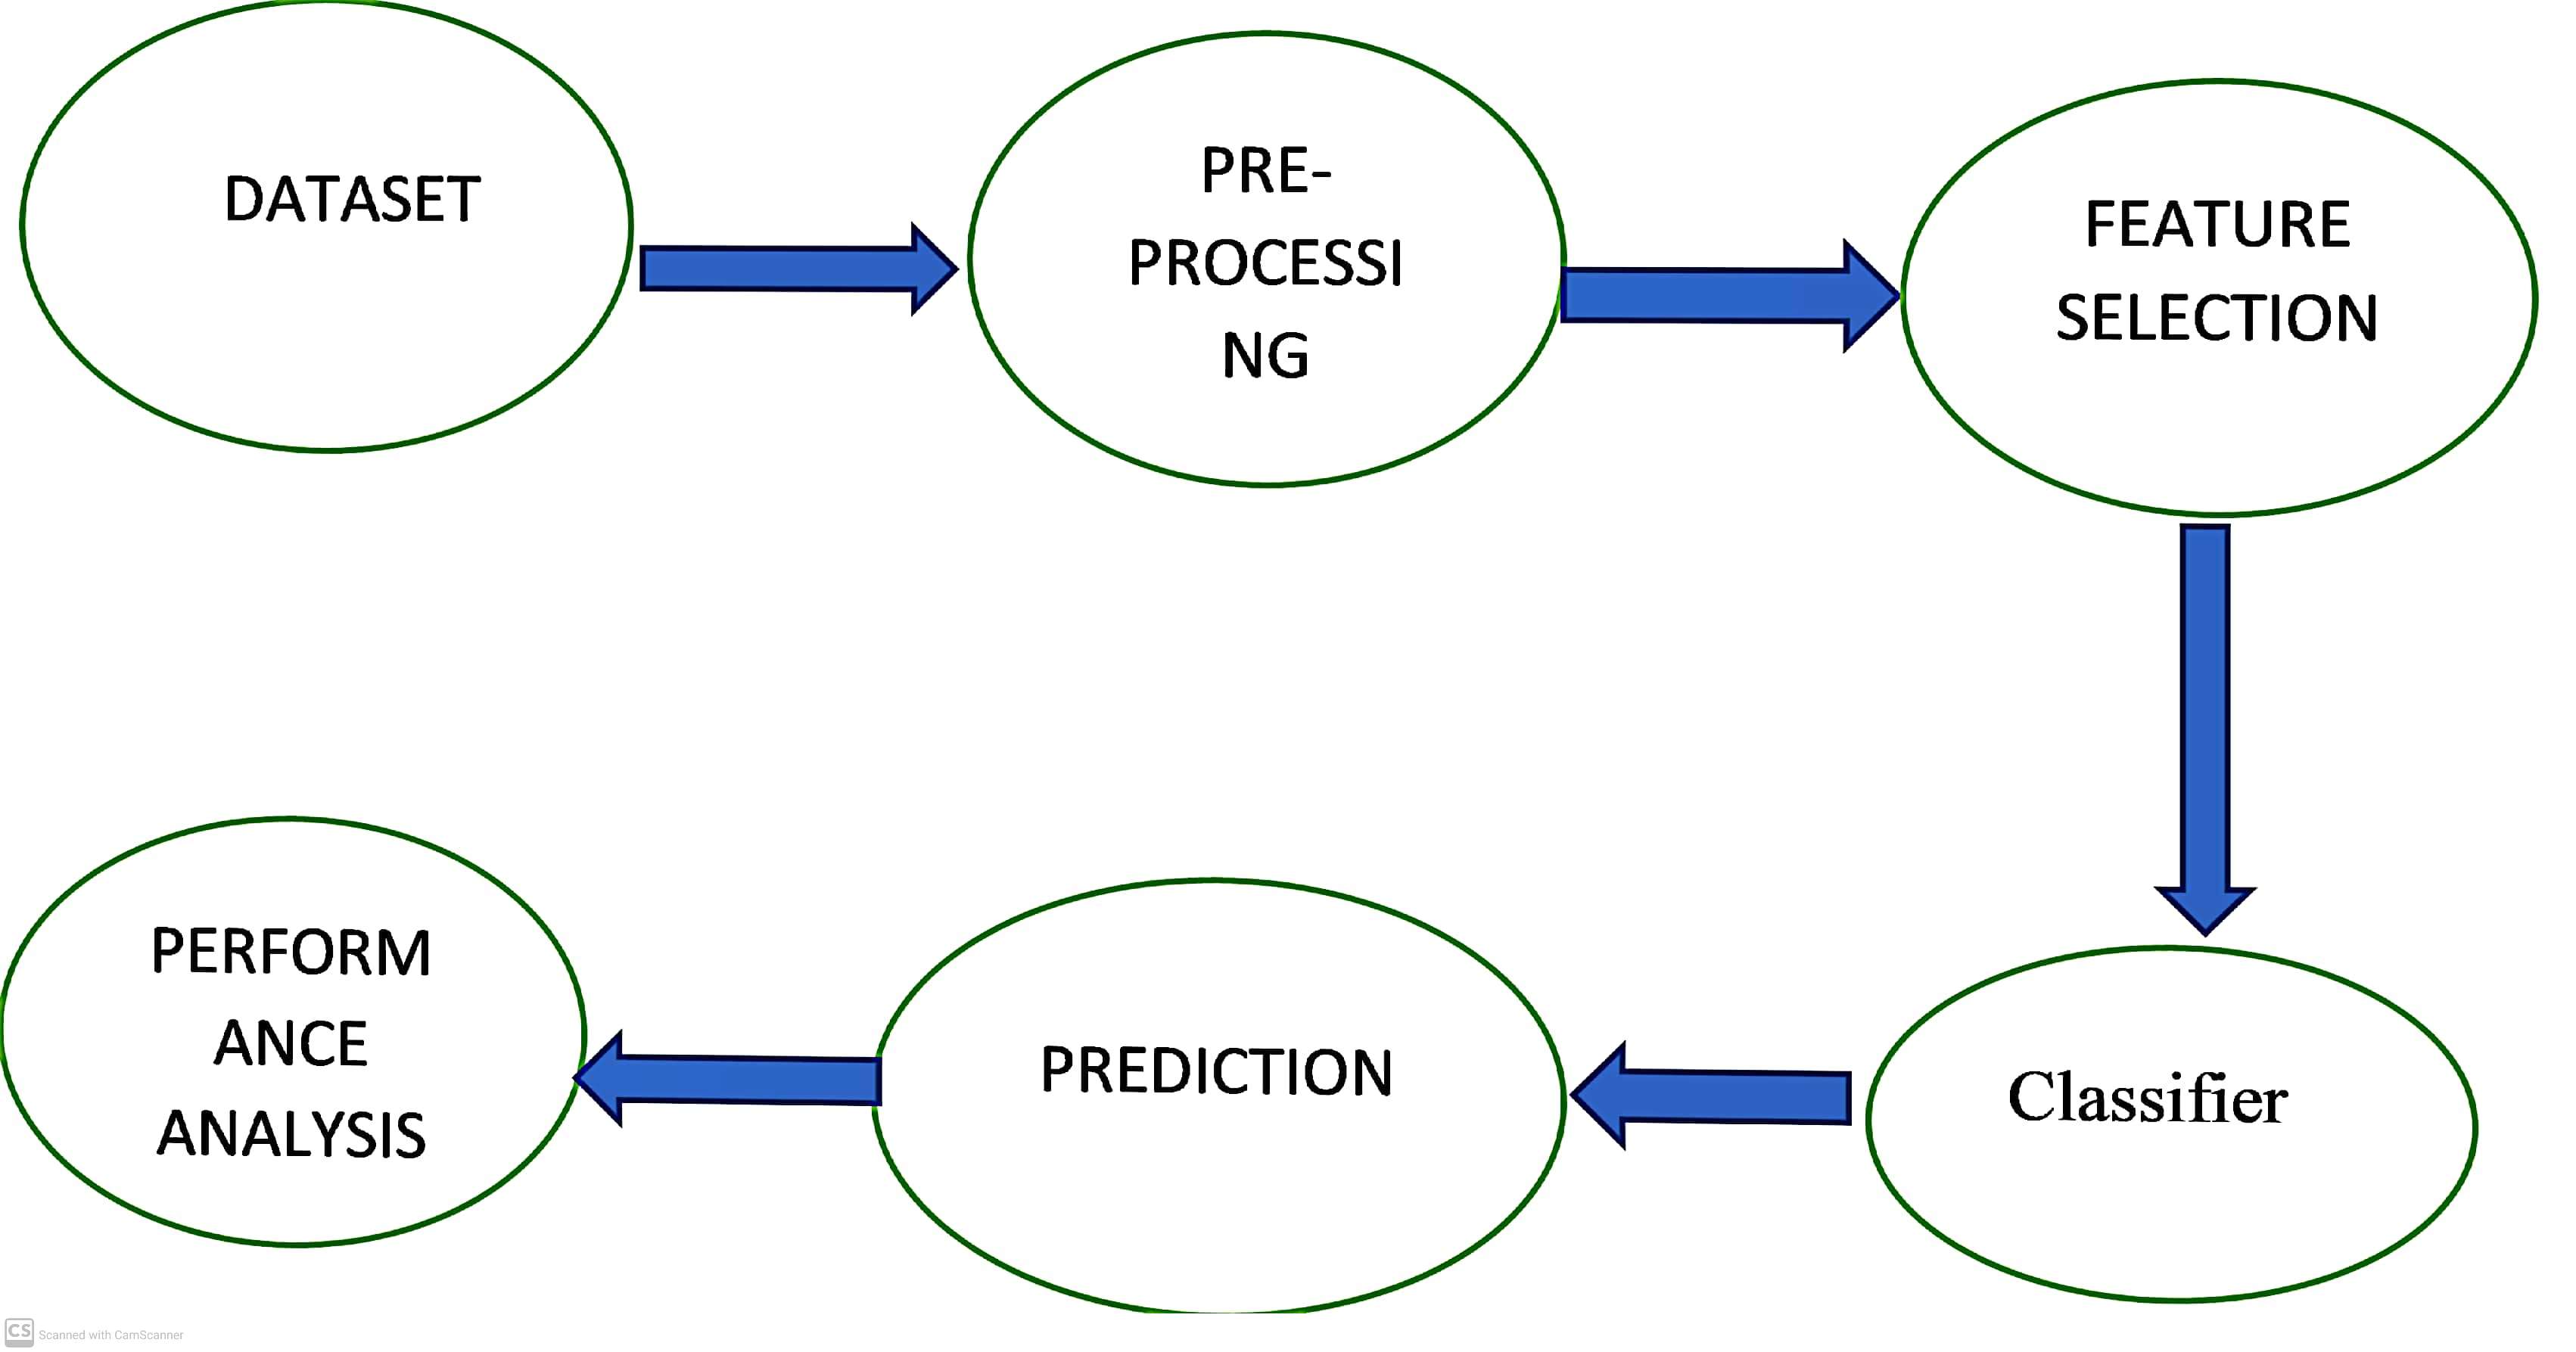 DATASET
PRE-
PROCESSI
NG
FEATURE
SELECTION
Classifier
PREDICTION
PERFORM
ANCE
ANALYSIS
CS Scanned with CamScanner